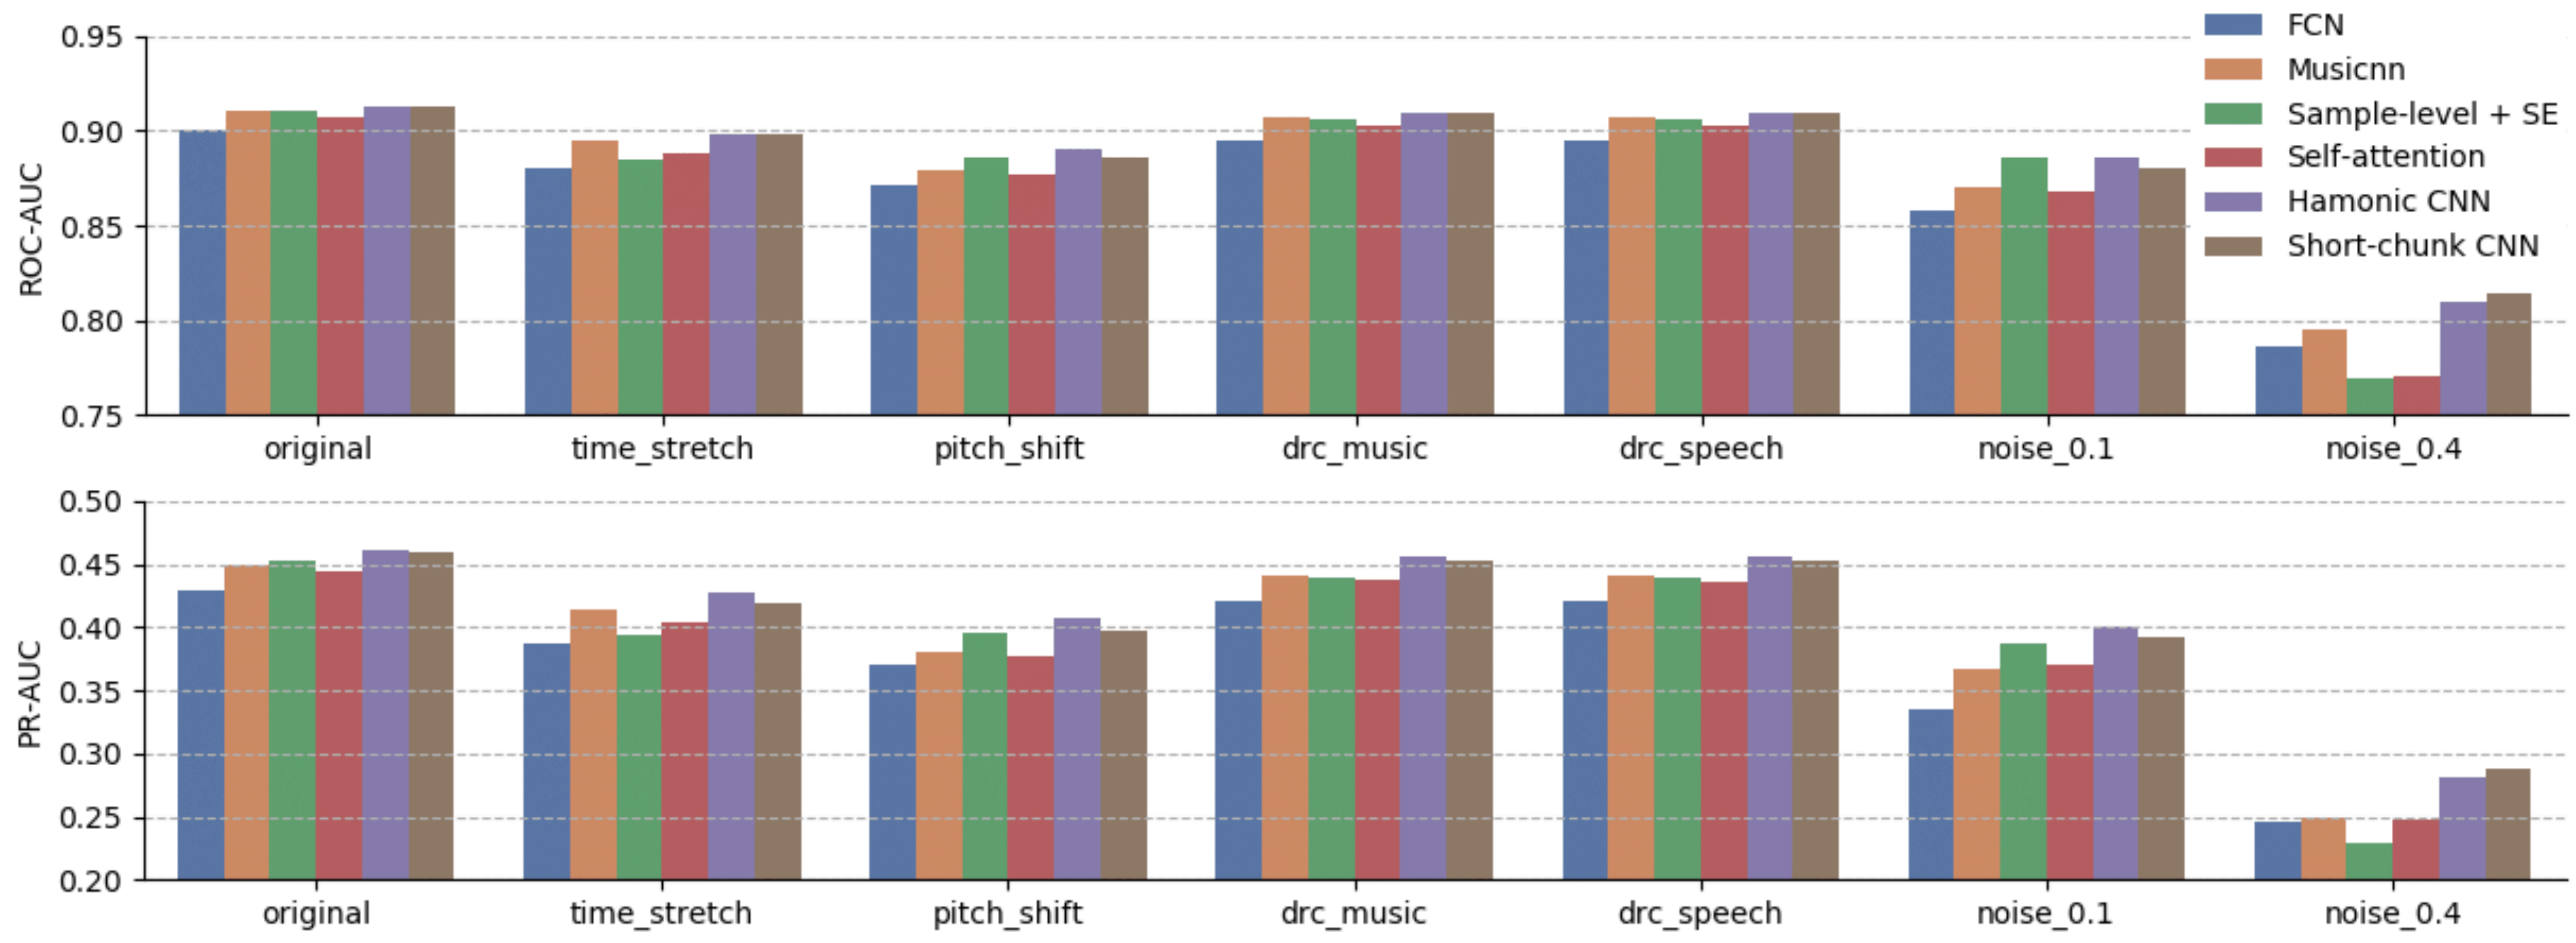 ROC-AUC
0.95
0.90
0.85
0.80
0.75
original time_stretch pitch_shift drc_music drc_speech noise_0.1 noise_0.4
FCN
Musicnn
Sample-level + SE
Self-attention
Hamonic CNN
Short-chunk CNN
PR-AUC
0.50
0.45
0.40
0.35
0.30
0.25
0.20
original time_stretch pitch_shift drc_music drc_speech noise_0.1 noise_0.4